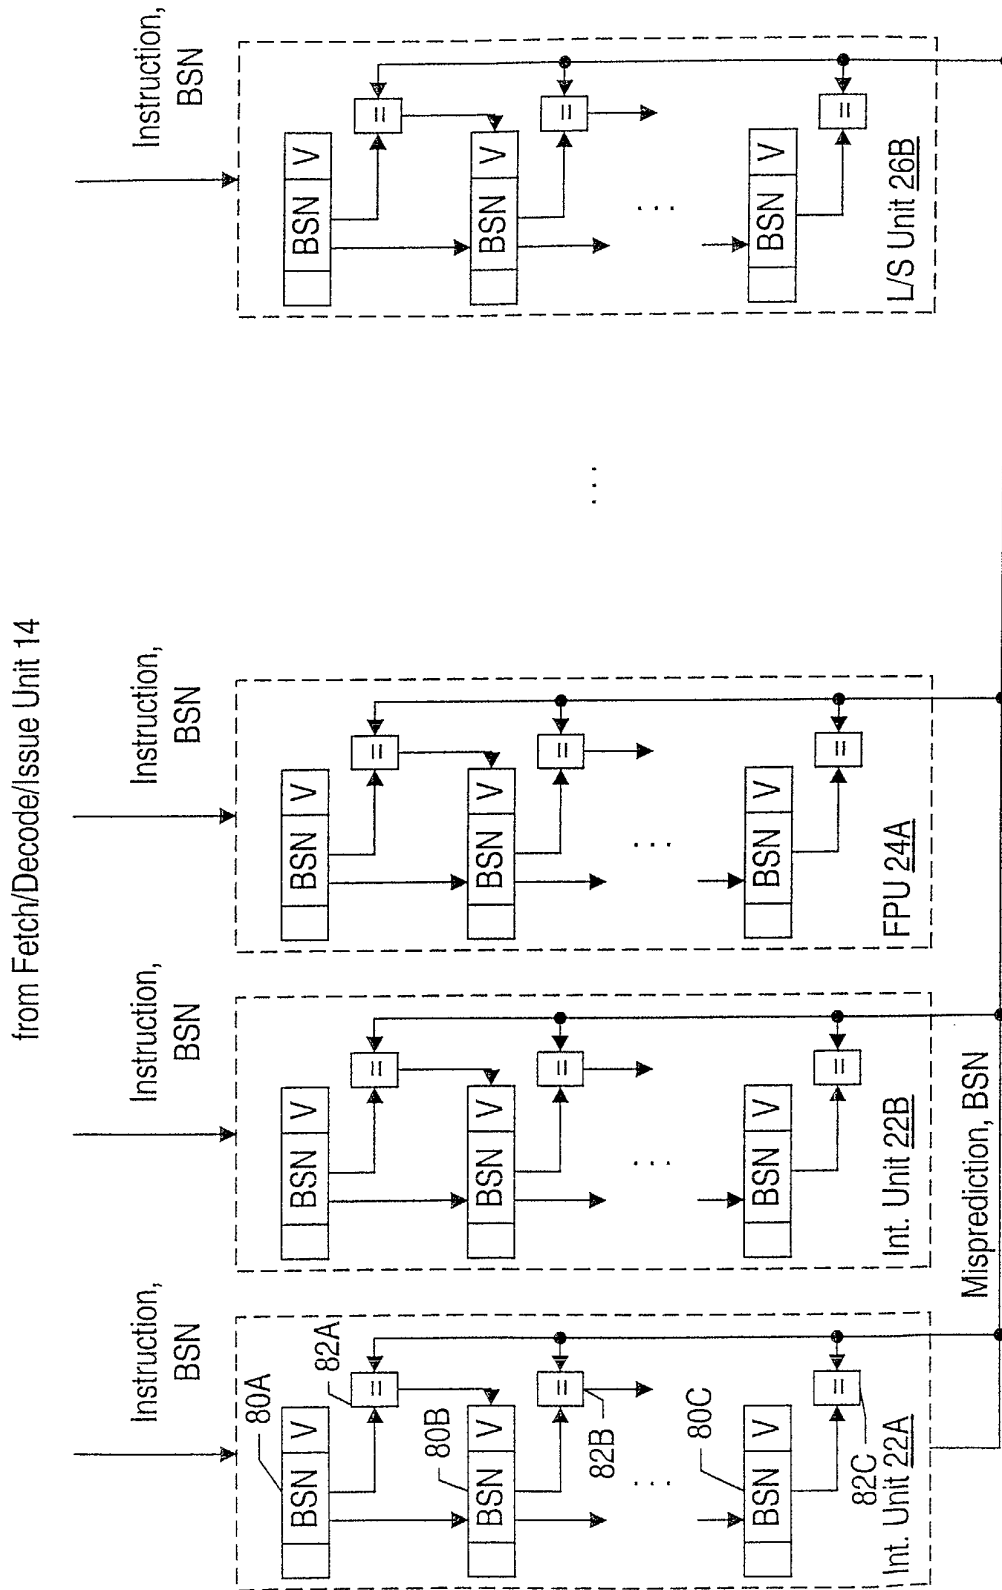 from Fetch/Decode/Issue Unit 14
Instruction,
BSN
80A
82A
BSN V
=
80B
BSN V
=
82B
. . .
80C
BSN V
=
82C
Int. Unit 22A
Instruction,
BSN
BSN V
=
BSN V
=
. . .
BSN V
=
Int. Unit 22B
Instruction,
BSN
BSN V
=
BSN V
=
. . .
BSN V
=
FPU 24A
. . .
Instruction,
BSN
BSN V
=
BSN V
=
. . .
BSN V
=
L/S Unit 26B
Misprediction, BSN